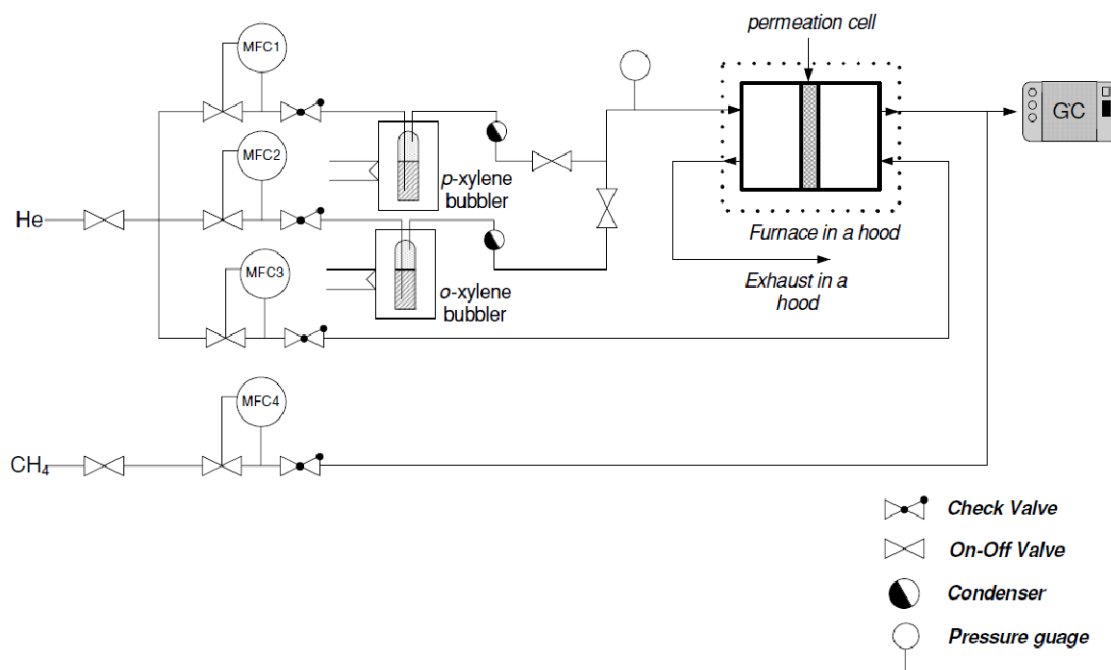 permeation cell
MFC1
GC
MFC2
p-xylene
bubbler
He
Furnace in a hood
MFC3
Exhaust in a
hood
o-xylene
bubbler
MFC4
CH₄
Check Valve
On-Off Valve
Condenser
Pressure guage